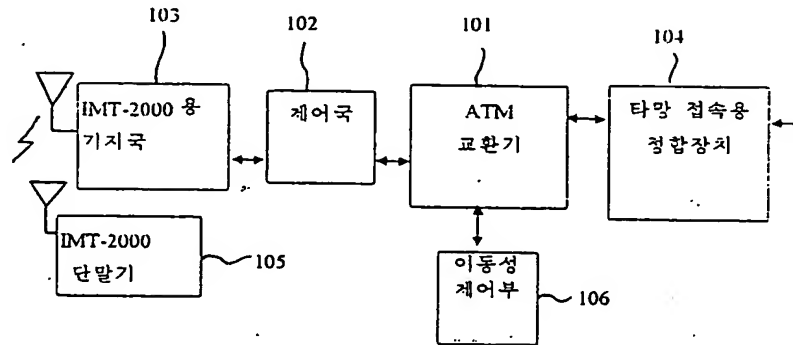 103
102
101
104
IMT-2000 용
기지국
제어국
ATM
교환기
타망 접속용
정합장치
IMT-2000
단말기
105
이동성
제어부
106